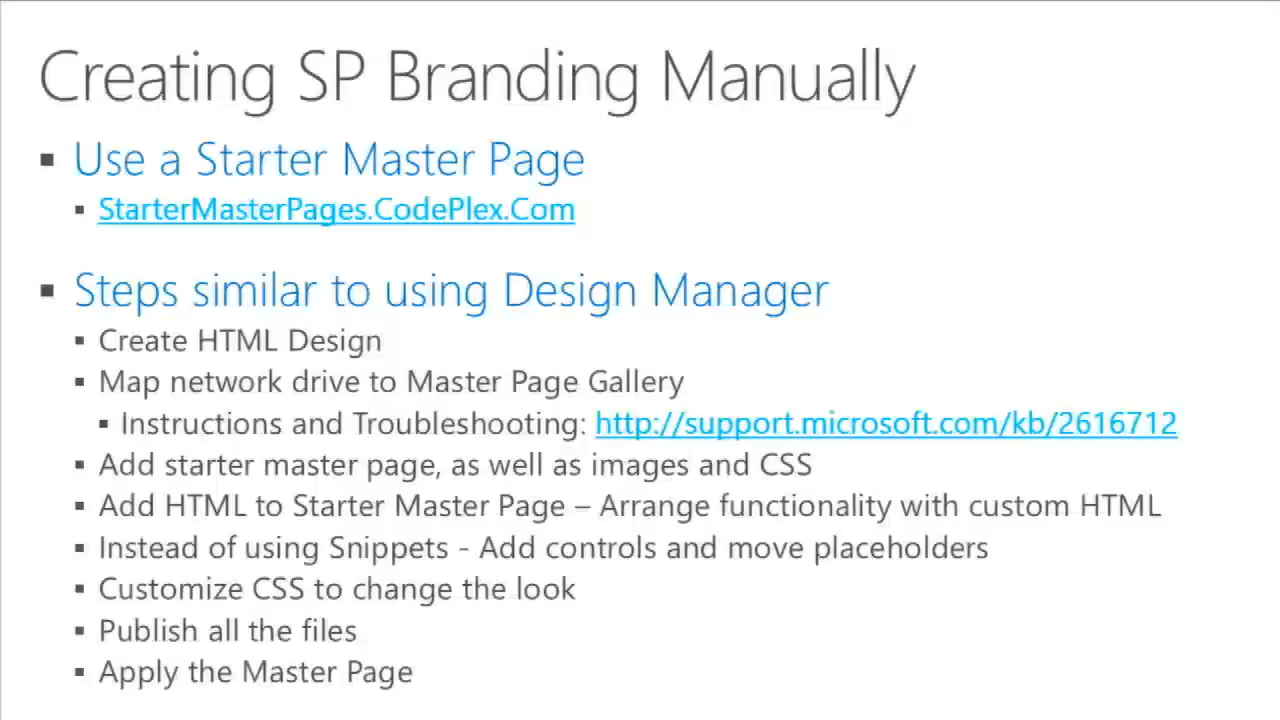 Creating SP Branding Manually
▪ Use a Starter Master Page
▪ StarterMasterPages.CodePlex.Com
▪ Steps similar to using Design Manager
▪ Create HTML Design
▪ Map network drive to Master Page Gallery
▪ Instructions and Troubleshooting: http://support.microsoft.com/kb/2616712
▪ Add starter master page, as well as images and CSS
▪ Add HTML to Starter Master Page – Arrange functionality with custom HTML
▪ Instead of using Snippets - Add controls and move placeholders
▪ Customize CSS to change the look
▪ Publish all the files
▪ Apply the Master Page